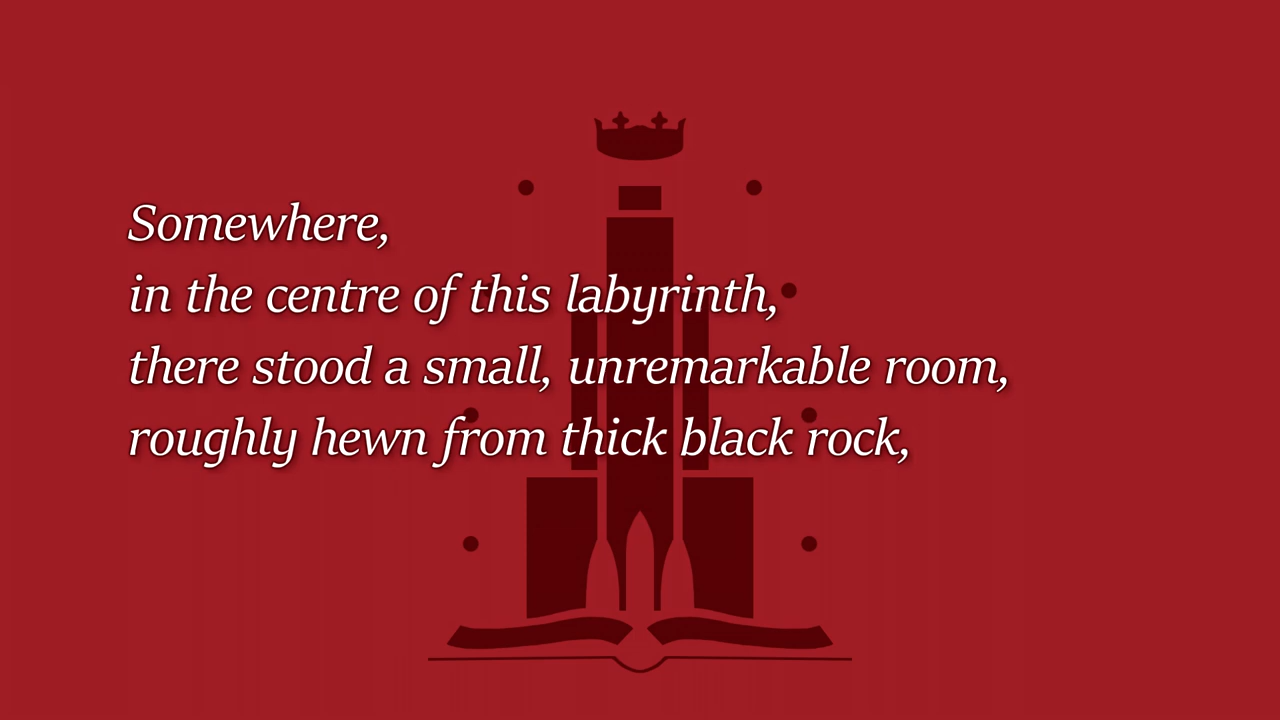 Somewhere,
in the centre of this labyrinth,
there stood a small, unremarkable room,
roughly hewn from thick black rock,